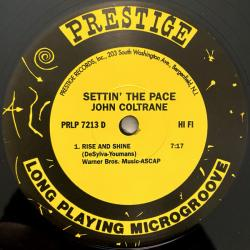 PRESTIGE
PRESTIGE RECORDS, INC., 203 South Washington Ave., Bergenfield, N.J.
SETTIN' THE PACE
JOHN COLTRANE
PRLP 7213 D
HI FI
1. RISE AND SHINE 7:17
(DeSylva-Youmans)
Warner Bros. Music-ASCAP
LONG PLAYING MICROGROOVE